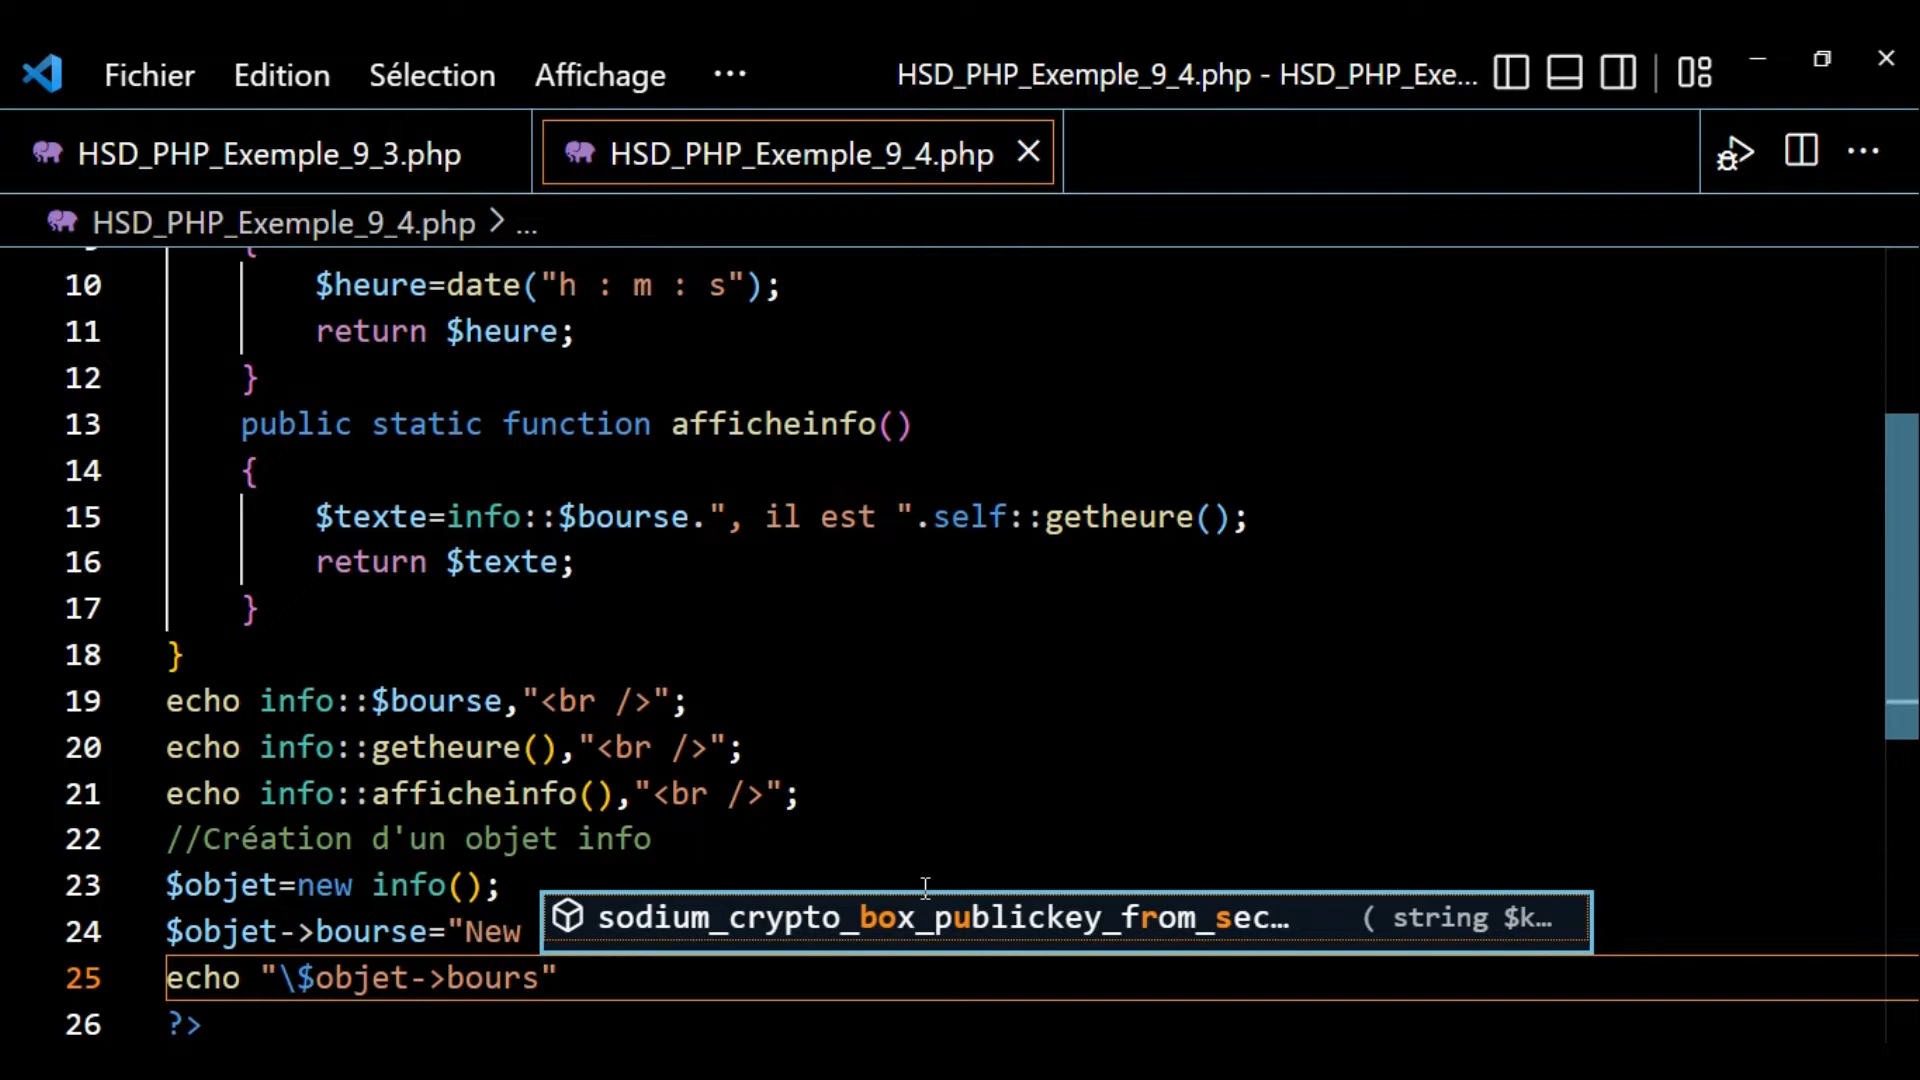 Fichier Edition Sélection Affichage ··· HSD_PHP_Exemple_9_4.php - HSD_PHP_Exe...
HSD_PHP_Exemple_9_3.php HSD_PHP_Exemple_9_4.php
HSD_PHP_Exemple_9_4.php > ...
10 $heure=date("h : m : s");
11 return $heure;
12 }
13 public static function afficheinfo()
14 {
15 $texte=info::$bourse.", il est ".self::getheure();
16 return $texte;
17 }
18 }
19 echo info::$bourse,"<br />";
20 echo info::getheure(),"<br />";
21 echo info::afficheinfo(),"<br />";
22 //Création d'un objet info
23 $objet=new info();
sodium_crypto_box_publickey_from_sec... ( string $k...
24 $objet->bourse="New
25 echo "\$objet->bours"
26 ?>